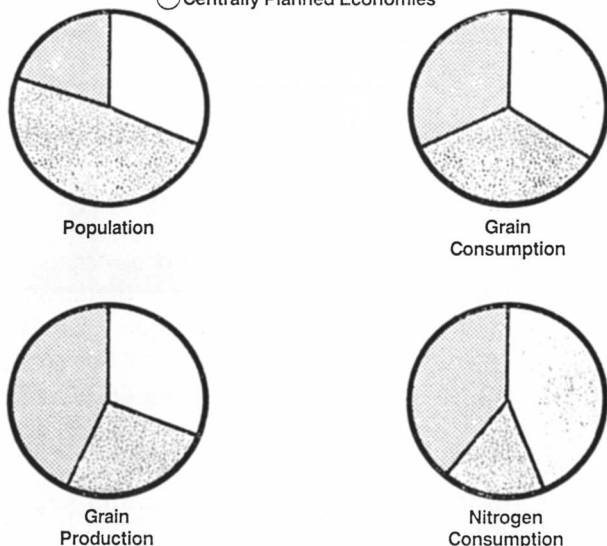 Centrally Planned Economies
Population
Grain
Consumption
Grain
Production
Nitrogen
Consumption